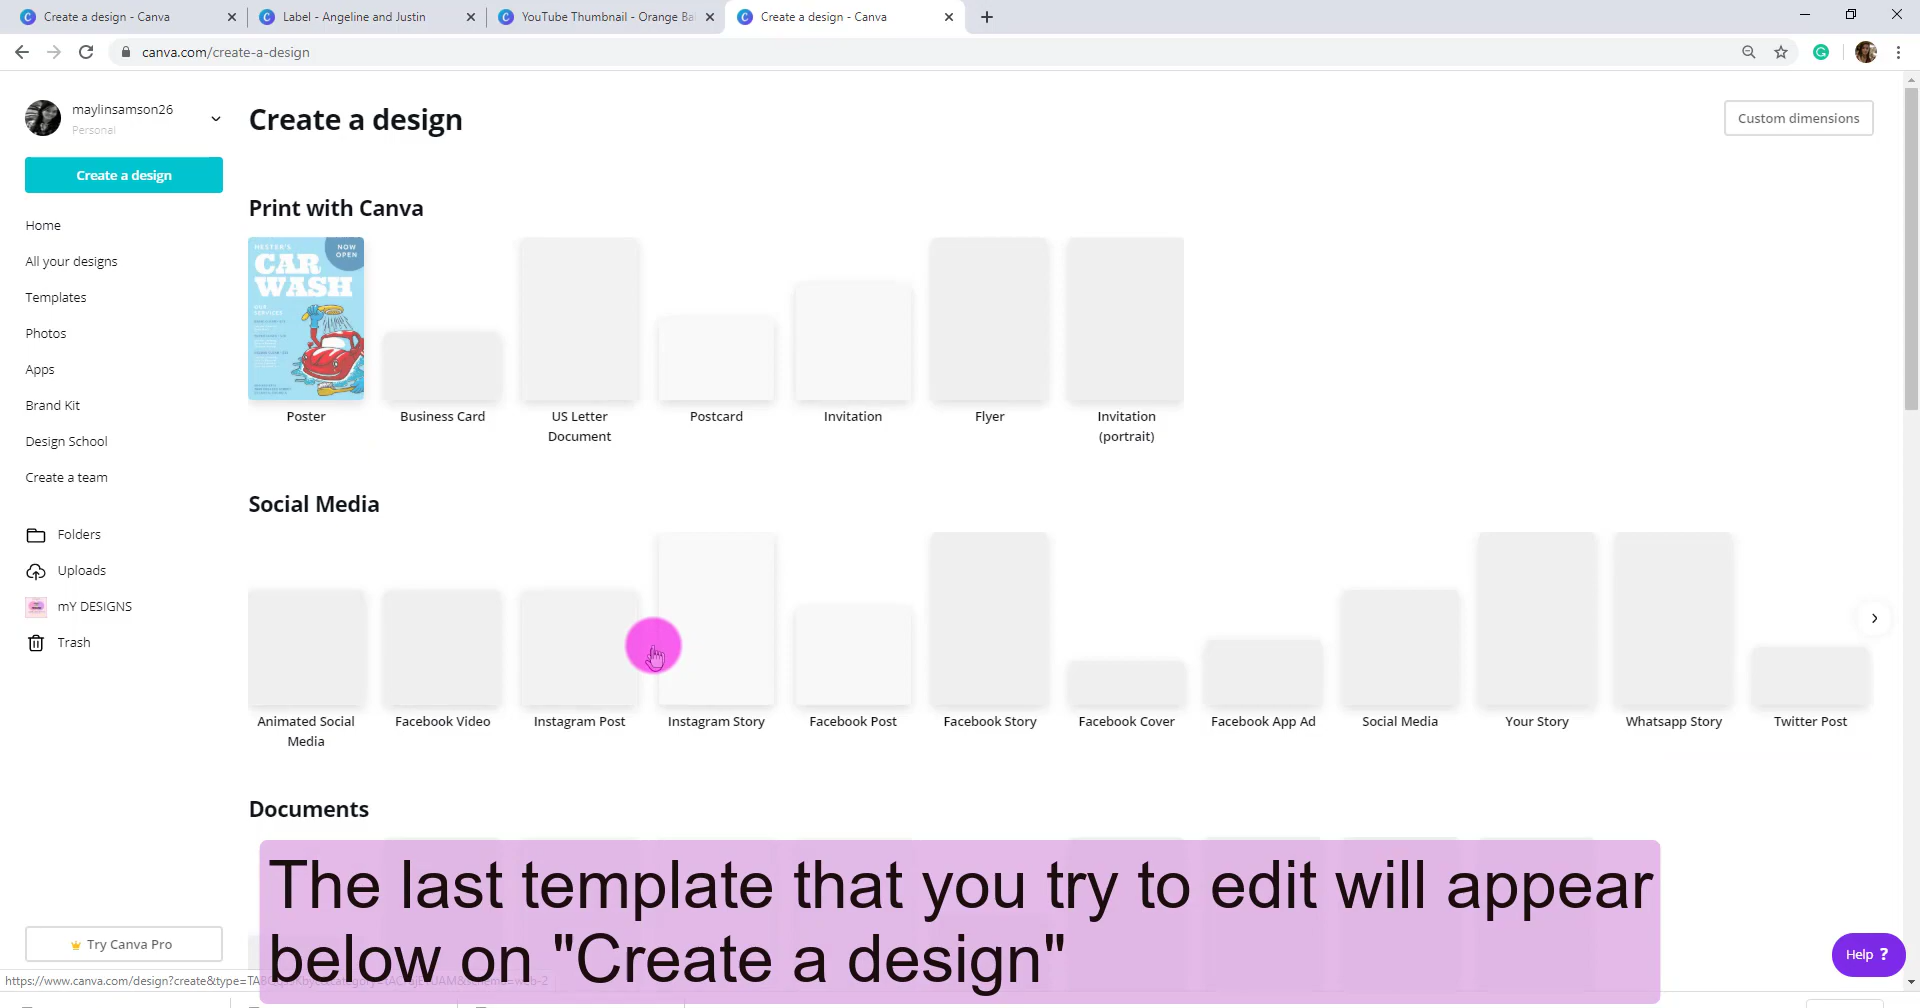 Create a design - Canva
Label - Angeline and Justin
YouTube Thumbnail - Orange Ba
Create a design - Canva
canva.com/create-a-design
maylinsamson26
Personal
Create a design
Custom dimensions
Create a design
Home
All your designs
Templates
Photos
Apps
Brand Kit
Design School
Create a team
Folders
Uploads
mY DESIGNS
Trash
Try Canva Pro
Print with Canva
HESTER'S
NOW
OPEN
CAR
WASH
OUR
SERVICES
Poster
Business Card
US Letter
Document
Postcard
Invitation
Flyer
Invitation
(portrait)
Social Media
Animated Social
Media
Facebook Video
Instagram Post
Instagram Story
Facebook Post
Facebook Story
Facebook Cover
Facebook App Ad
Social Media
Your Story
Whatsapp Story
Twitter Post
Documents
The last template that you try to edit will appear
below on "Create a design"
Help ?